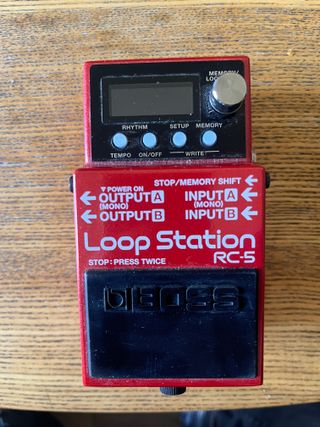 MEMORY/
LOO
RHYTHM SETUP MEMORY
TEMPO ON/OFF WRITE
STOP/MEMORY SHIFT
▼POWER ON
OUTPUT A INPUT A
(MONO) (MONO)
OUTPUT B INPUT B
Loop Station
RC-5
STOP: PRESS TWICE
BOSS